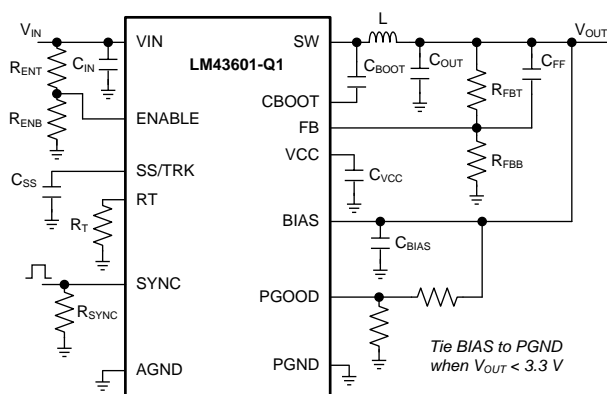 V_IN
VIN
LM43601-Q1
SW
L
V_OUT
R_ENT
C_IN
C_BOOT
C_OUT
R_FBT
C_FF
CBOOT
R_ENB
ENABLE
FB
VCC
R_FBB
C_SS
SS/TRK
C_VCC
RT
R_T
BIAS
C_BIAS
SYNC
R_SYNC
PGOOD
AGND
PGND
Tie BIAS to PGND
when V_OUT < 3.3 V